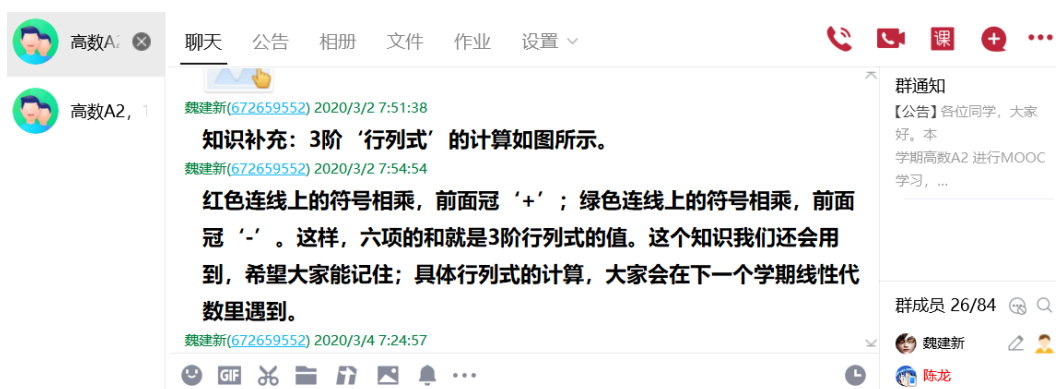 高数A2
聊天 公告 相册 文件 作业 设置
课
高数A2，1
魏建新(672659552) 2020/3/2 7:51:38
知识补充：3阶‘行列式’的计算如图所示。
魏建新(672659552) 2020/3/2 7:54:54
红色连线上的符号相乘，前面冠‘+’；绿色连线上的符号相乘，前面
冠‘-’。这样，六项的和就是3阶行列式的值。这个知识我们还会用
到，希望大家能记住；具体行列式的计算，大家会在下一个学期线性代
数里遇到。
魏建新(672659552) 2020/3/4 7:24:57
GIF
群通知
【公告】各位同学，大家
好。本
学期高数A2 进行MOOC
学习，...
群成员 26/84
魏建新
陈龙